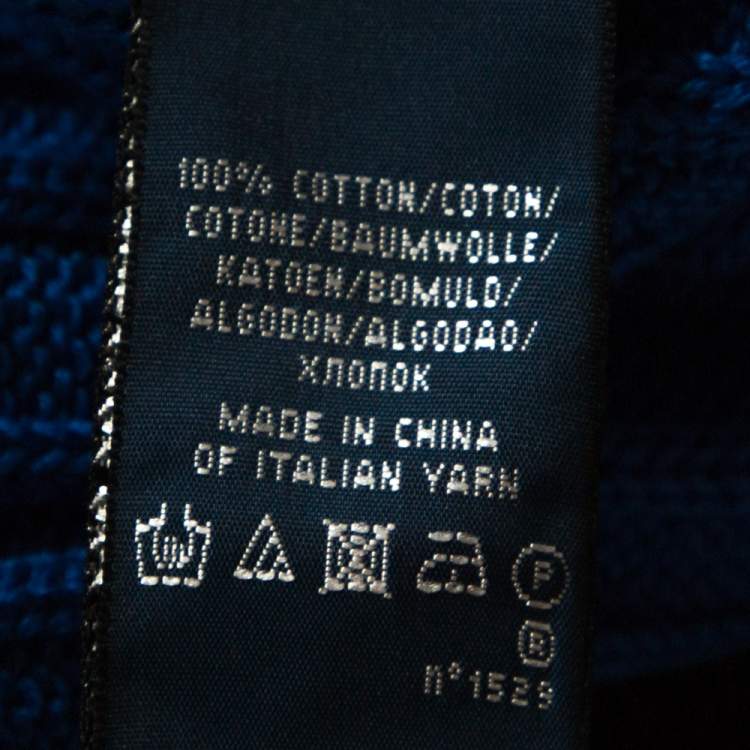 100% COTTON/COTON/
COTONE/BAUMWOLLE/
KATOEN/BOMULD/
ALGODON/ALGODAO/
ХЛОПОК
MADE IN CHINA
OF ITALIAN YARN
P
R
n°1529